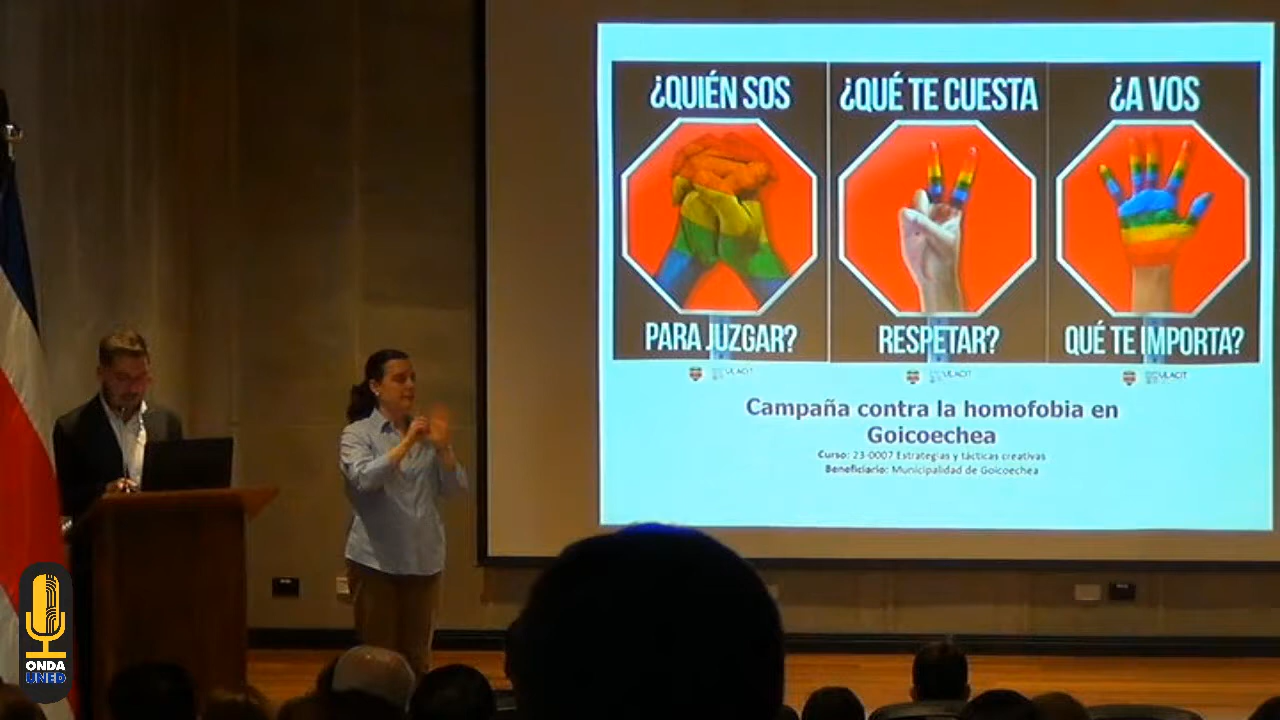 ¿QUIÉN SOS
PARA JUZGAR?
¿QUÉ TE CUESTA
RESPETAR?
¿A VOS
QUÉ TE IMPORTA?
ULACIT
ULACIT
ULACIT
Campaña contra la homofobia en
Goicoechea
Curso: 23-0007 Estrategias y tácticas creativas
Beneficiario: Municipalidad de Goicoechea
ONDA
UNED